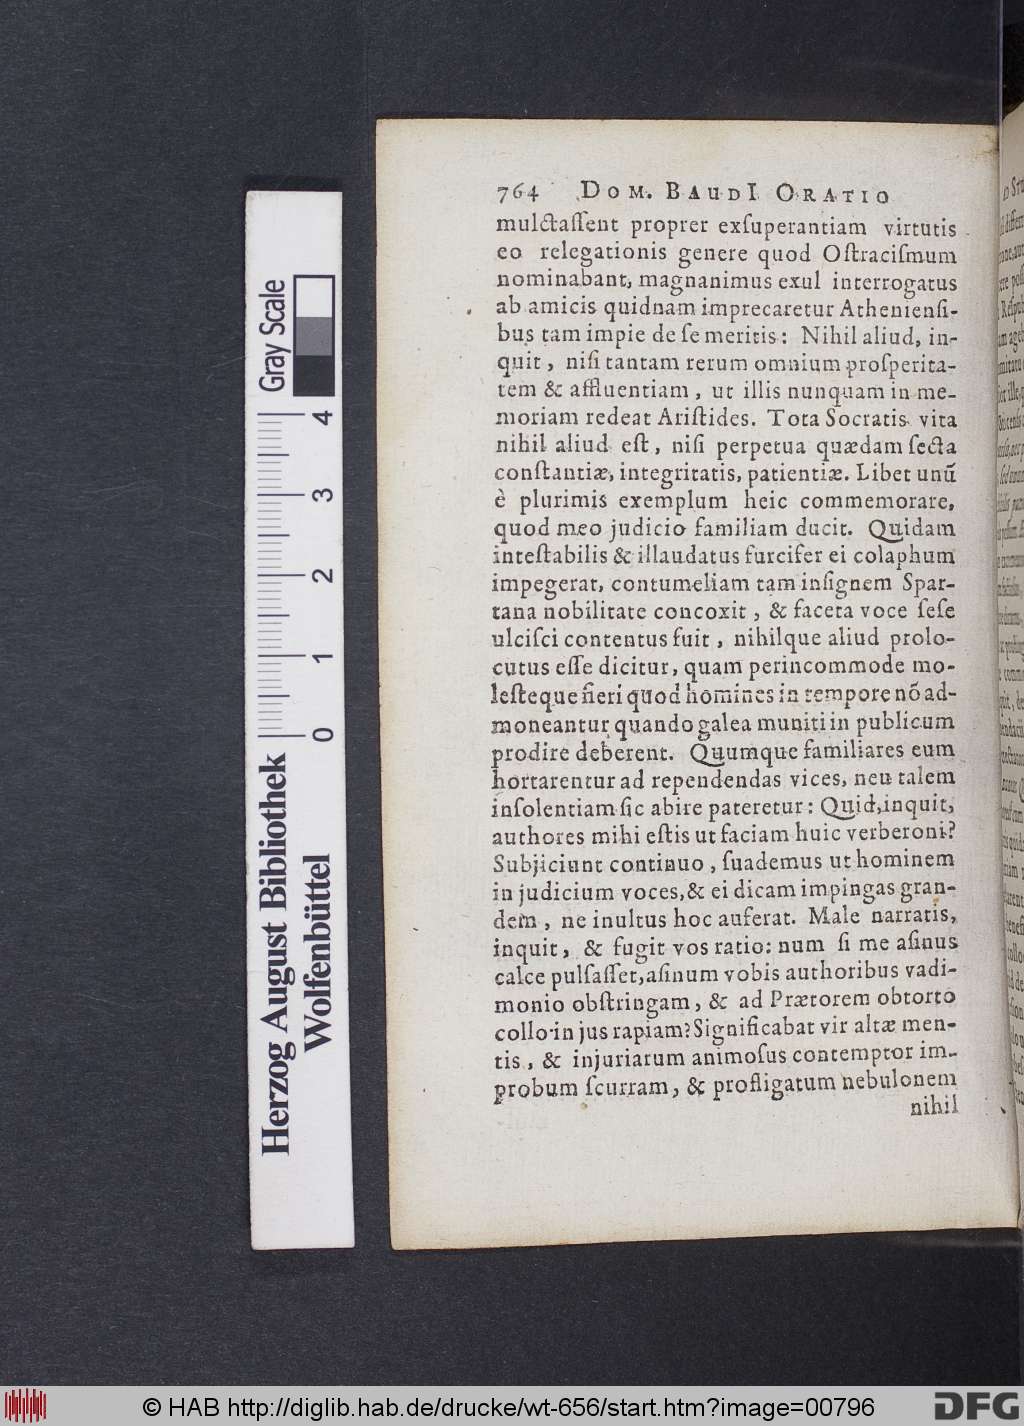 764 DOM. BAUDI ORATIO
mulctaſſent proprer exſuperantiam virtutis
eo relegationis genere quod Oſtraciſmum
nominabant, magnanimus exul interrogatus
ab amicis quidnam imprecaretur Athenienſi-
bus tam impie de ſe meritis: Nihil aliud, in-
quit, niſi tantam rerum omnium proſperita-
tem & affluentiam, ut illis nunquam in me-
moriam redeat Ariſtides. Tota Socratis vita
nihil aliud eſt, niſi perpetua quædam ſecta
conſtantiæ, integritatis, patientiæ. Libet unū
è plurimis exemplum heic commemorare,
quod meo judicio familiam ducit. Quidam
inteſtabilis & illaudatus furcifer ei colaphum
impegerat, contumeliam tam inſignem Spar-
tana nobilitate concoxit, & faceta voce ſeſe
ulciſci contentus fuit, nihilque aliud prolo-
cutus eſſe dicitur, quam perincommode mo-
leſteque fieri quod homines in tempore nō ad-
moneantur quando galea muniti in publicum
prodire deberent. Quumque familiares eum
hortarentur ad rependendas vices, neu talem
inſolentiam ſic abire pateretur: Quid, inquit,
authores mihi eſtis ut faciam huic verberoni?
Subjiciunt continuo, ſuademus ut hominem
in judicium voces, & ei dicam impingas gran-
dem, ne inultus hoc auferat. Male narratis,
inquit, & fugit vos ratio: num ſi me aſinus
calce pulſaſſet, aſinum vobis authoribus vadi-
monio obſtringam, & ad Prætorem obtorto
collo in jus rapiam? Significabat vir altæ men-
tis, & injuriarum animoſus contemptor im-
probum ſcurram, & profligatum nebulonem
nihil
Gray Scale
4
3
2
1
0
Herzog August Bibliothek
Wolfenbüttel
© HAB http://diglib.hab.de/drucke/wt-656/start.htm?image=00796
DFG